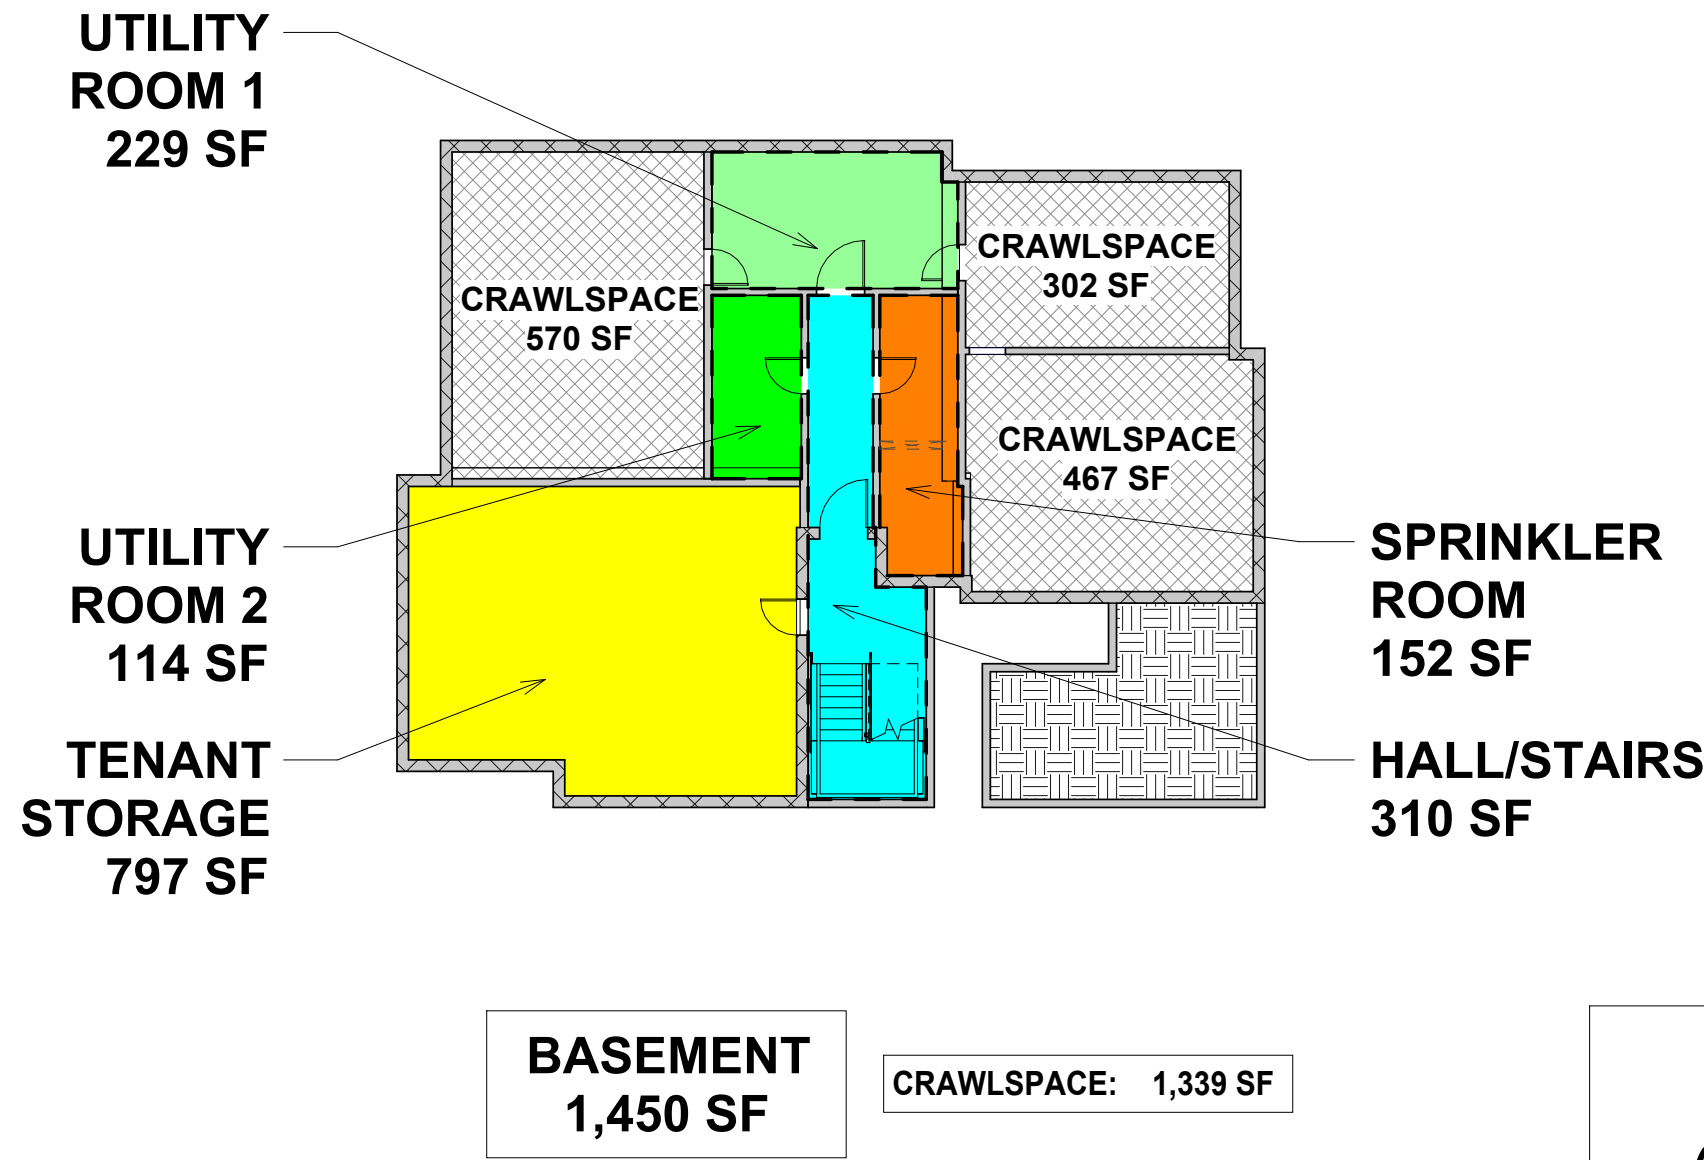 UTILITY
ROOM 1
229 SF
CRAWLSPACE
302 SF
CRAWLSPACE
570 SF
CRAWLSPACE
467 SF
UTILITY
ROOM 2
114 SF
SPRINKLER
ROOM
152 SF
TENANT
STORAGE
797 SF
HALL/STAIRS
310 SF
BASEMENT
1,450 SF
CRAWLSPACE: 1,339 SF